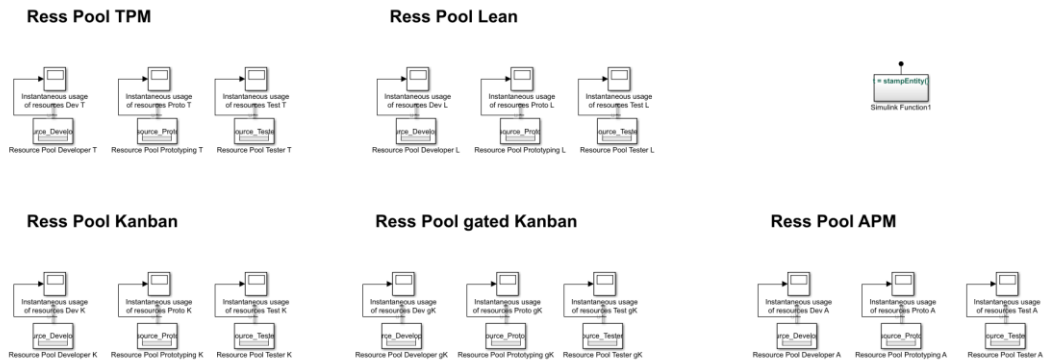 Ress Pool TPM
Ress Pool Lean
Instantaneous usage
of resources Dev T
Instantaneous usage
of resources Proto T
Instantaneous usage
of resources Test T
Instantaneous usage
of resources Dev L
Instantaneous usage
of resources Proto L
Instantaneous usage
of resources Test L
= stampEntity()
Simulink Function1
Resource Pool Developer T
Resource Pool Prototyping T
Resource Pool Tester T
Resource Pool Developer L
Resource Pool Prototyping L
Resource Pool Tester L
Ress Pool Kanban
Ress Pool gated Kanban
Ress Pool APM
Instantaneous usage
of resources Dev K
Instantaneous usage
of resources Proto K
Instantaneous usage
of resources Test K
Instantaneous usage
of resources Dev gK
Instantaneous usage
of resources Proto gK
Instantaneous usage
of resources Test gK
Instantaneous usage
of resources Dev A
Instantaneous usage
of resources Proto A
Instantaneous usage
of resources Test A
Resource Pool Developer K
Resource Pool Prototyping K
Resource Pool Tester K
Resource Pool Developer gK
Resource Pool Prototyping gK
Resource Pool Tester gK
Resource Pool Developer A
Resource Pool Prototyping A
Resource Pool Tester A